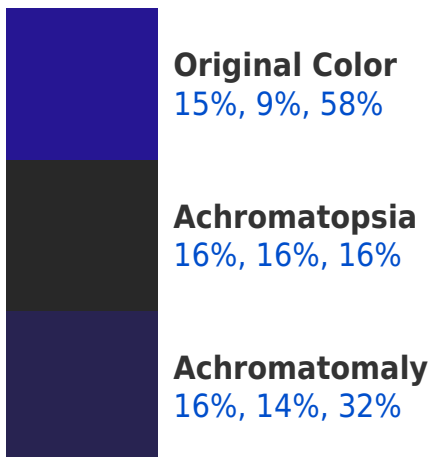 Original Color
15%, 9%, 58%
Achromatopsia
16%, 16%, 16%
Achromatomaly
16%, 14%, 32%